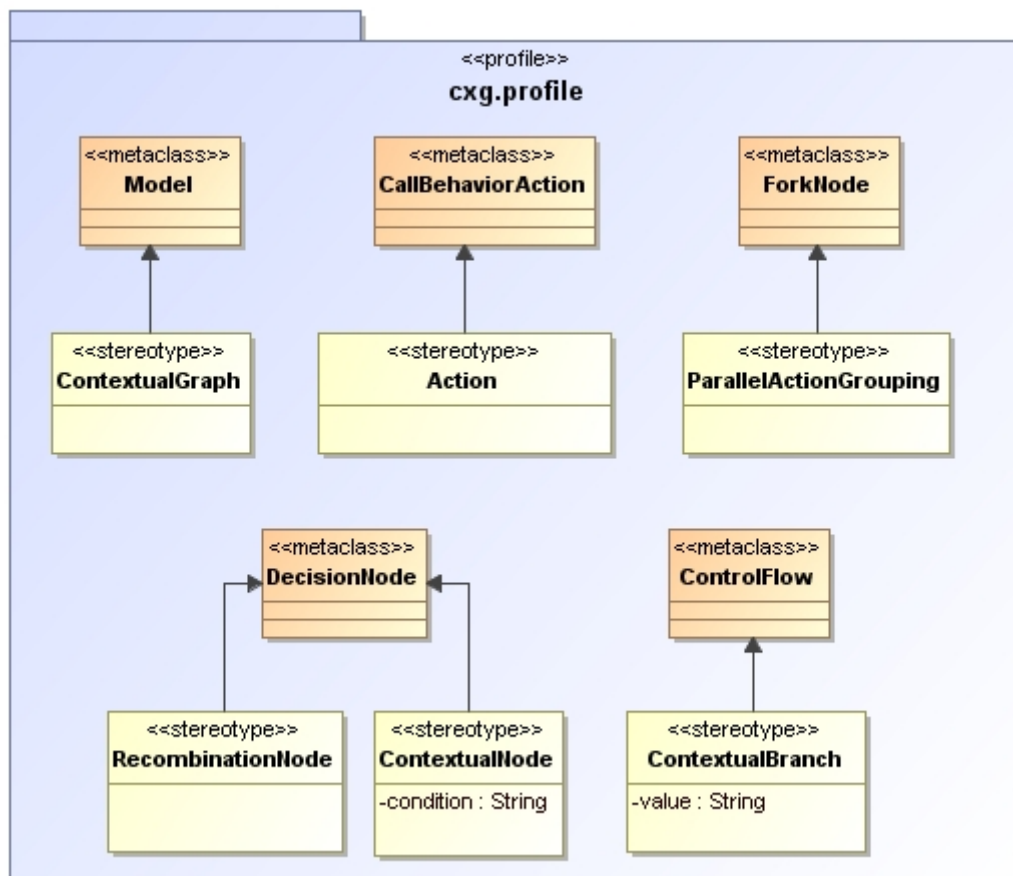 <<profile>>
cxg.profile
<<metaclass>>
Model
<<metaclass>>
CallBehaviorAction
<<metaclass>>
ForkNode
<<stereotype>>
ContextualGraph
<<stereotype>>
Action
<<stereotype>>
ParallelActionGrouping
<<metaclass>>
DecisionNode
<<metaclass>>
ControlFlow
<<stereotype>>
RecombinationNode
<<stereotype>>
ContextualNode
-condition : String
<<stereotype>>
ContextualBranch
-value : String